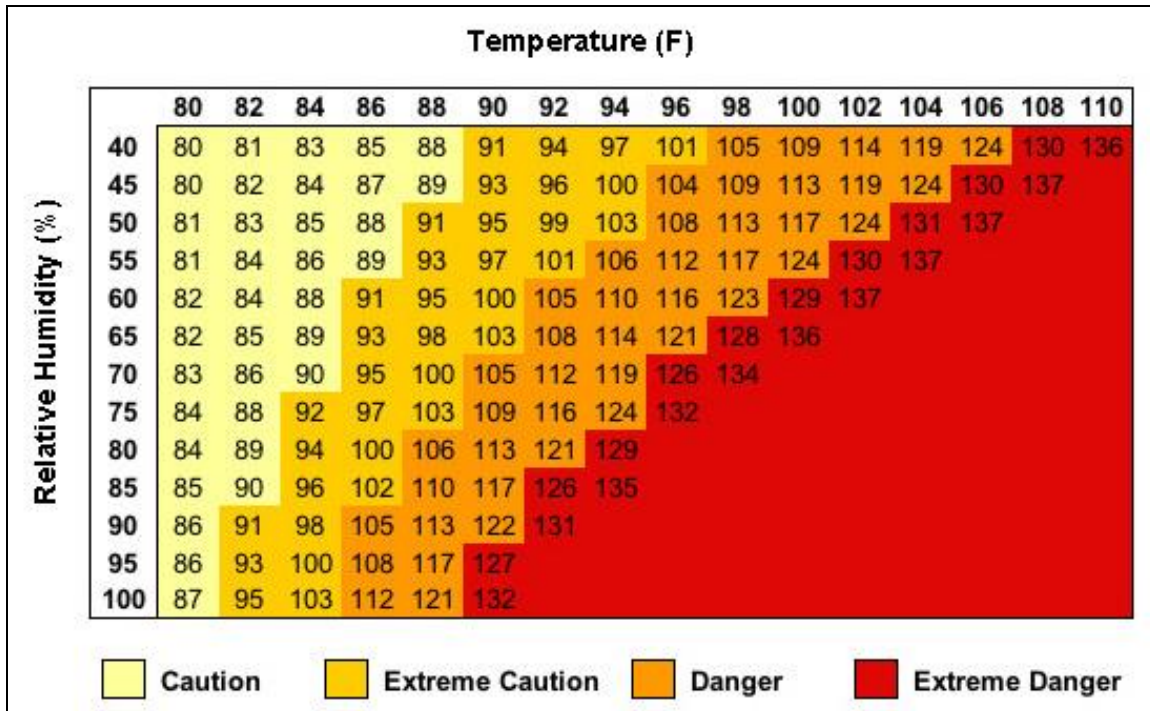 Temperature (F)
80 82 84 86 88 90 92 94 96 98 100 102 104 106 108 110
Relative Humidity (%)
40 80 81 83 85 88 91 94 97 101 105 109 114 119 124 130 136
45 80 82 84 87 89 93 96 100 104 109 113 119 124 130 137
50 81 83 85 88 91 95 99 103 108 113 117 124 131 137
55 81 84 86 89 93 97 101 106 112 117 124 130 137
60 82 84 88 91 95 100 105 110 116 123 129 137
65 82 85 89 93 98 103 108 114 121 128 136
70 83 86 90 95 100 105 112 119 126 134
75 84 88 92 97 103 109 116 124 132
80 84 89 94 100 106 113 121 129
85 85 90 96 102 110 117 126 135
90 86 91 98 105 113 122 131
95 86 93 100 108 117 127
100 87 95 103 112 121 132
Caution Extreme Caution Danger Extreme Danger